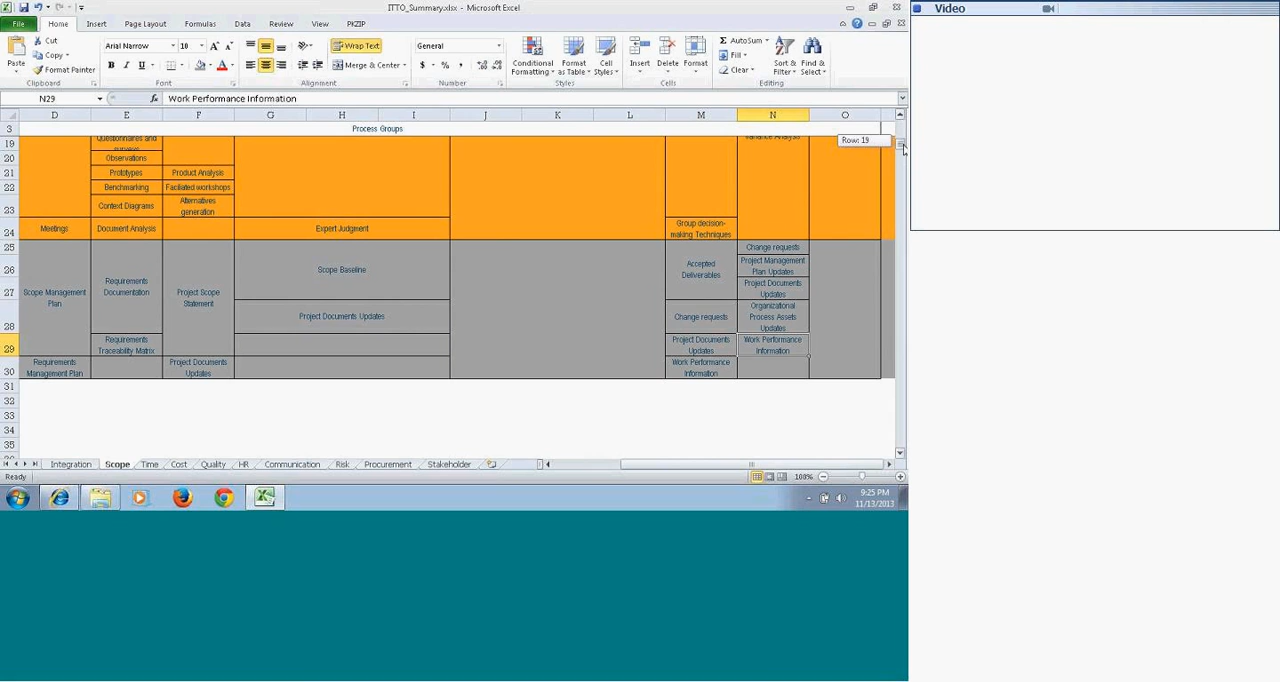 ITTO_Summary.xlsx - Microsoft Excel
Video
File Home Insert Page Layout Formulas Data Review View PKZIP
Paste
Cut
Copy
Format Painter
Clipboard
Arial Narrow 10
B I U
Font
Wrap Text
Merge & Center
Alignment
General
$ % ,
Number
Conditional Formatting
Format as Table
Cell Styles
Styles
Insert Delete Format
Cells
AutoSum
Fill
Clear
Sort & Filter
Find & Select
Editing
N29 fx Work Performance Information
D E F G H I J K L M N O
3 Process Groups
19 Questionnaires and Variance Analysis
Row: 19
20 Observations
21 Prototypes Product Analysis
22 Benchmarking Faciliated workshops
23 Context Diagrams Alternatives generation
24 Meetings Document Analysis Expert Judgment Group decision-making Techniques
25 Change requests
26 Scope Baseline Accepted Deliverables Project Management Plan Updates
27 Scope Management Plan Requirements Documentation Project Scope Statement Project Documents Updates
28 Project Documents Updates Change requests Organizational Process Assets Updates
29 Requirements Traceability Matrix Project Documents Updates Work Performance Information
30 Requirements Management Plan Project Documents Updates Work Performance Information
31
32
33
34
35
Integration Scope Time Cost Quality HR Communication Risk Procurement Stakeholder
Ready 100%
9:25 PM
11/13/2013